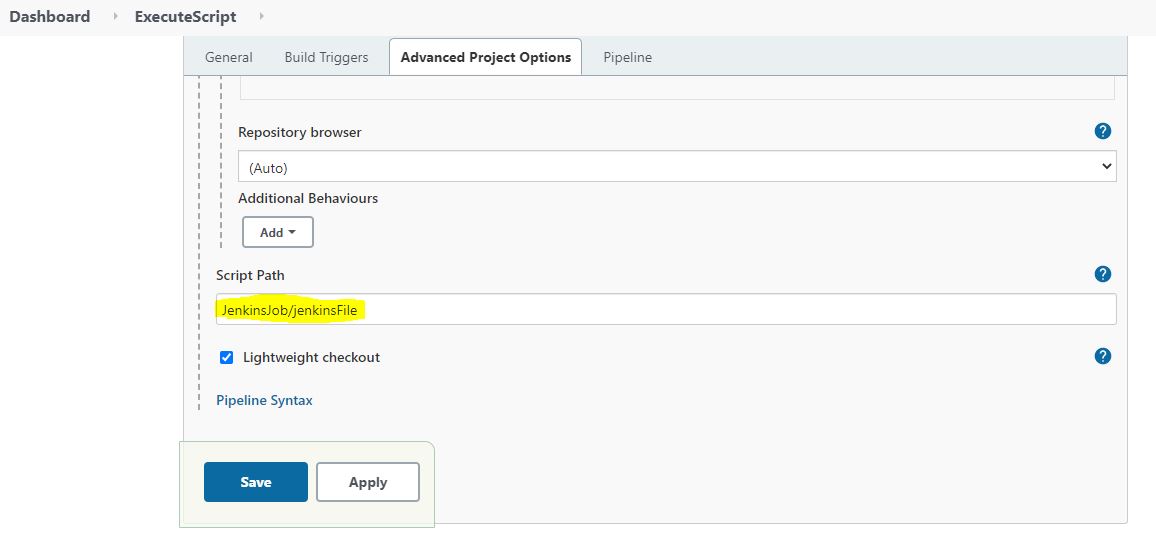 Dashboard ExecuteScript
General Build Triggers Advanced Project Options Pipeline
Repository browser ?
(Auto)
Additional Behaviours
Add
Script Path ?
JenkinsJob/jenkinsFile
Lightweight checkout ?
Pipeline Syntax
Save Apply